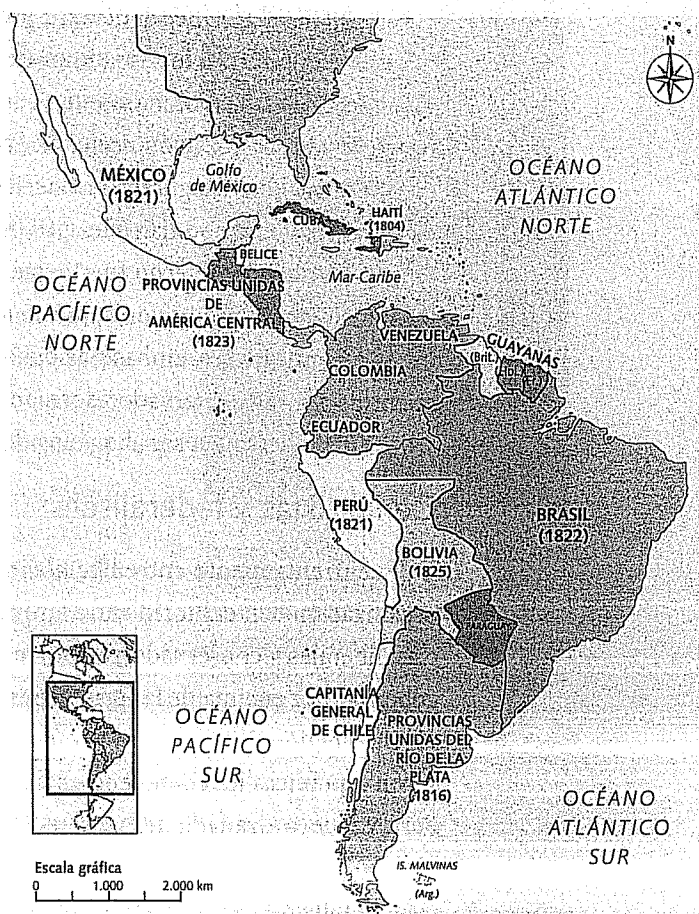 N
MÉXICO
(1821)
Golfo
de México
OCÉANO
ATLÁNTICO
NORTE
CUBA
HAITÍ
(1804)
BELICE
Mar Caribe
OCÉANO
PACÍFICO
NORTE
PROVINCIAS UNIDAS
DE
AMÉRICA CENTRAL
(1823)
VENEZUELA
GUAYANAS
(Brit.)
(Hol.)
COLOMBIA
ECUADOR
PERÚ
(1821)
BRASIL
(1822)
BOLIVIA
(1825)
PARAGUAY
CAPITANÍA
GENERAL
DE CHILE
OCÉANO
PACÍFICO
SUR
PROVINCIAS
UNIDAS DEL
RÍO DE LA
PLATA
(1816)
OCÉANO
ATLÁNTICO
SUR
IS. MALVINAS
(Arg.)
Escala gráfica
0 1.000 2.000 km